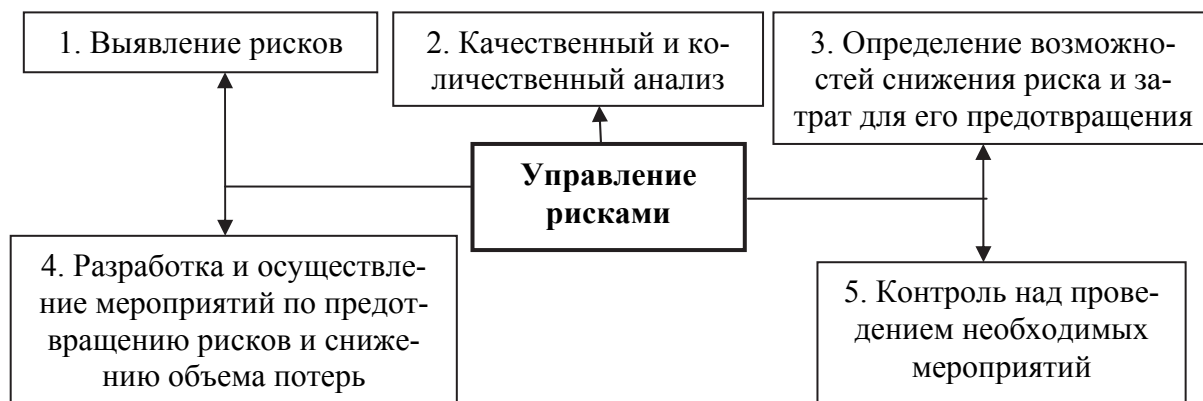 1. Выявление рисков
2. Качественный и ко-
личественный анализ
3. Определение возможно-
стей снижения риска и за-
трат для его предотвращения
Управление
рисками
4. Разработка и осуществле-
ние мероприятий по предот-
вращению рисков и сниже-
нию объема потерь
5. Контроль над прове-
дением необходимых
мероприятий